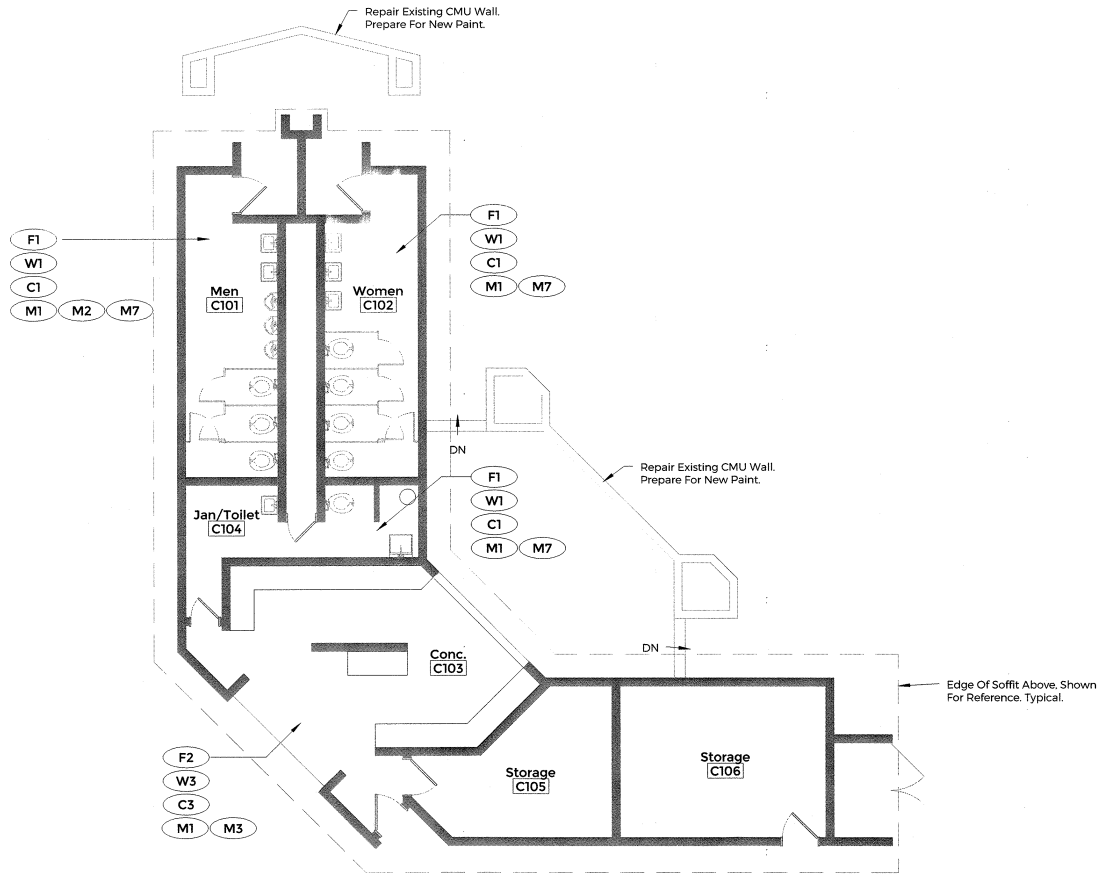 Repair Existing CMU Wall.
Prepare For New Paint.
F1
W1
C1
M1 M2 M7
F1
W1
C1
M1 M7
Men
C101
Women
C102
DN
Repair Existing CMU Wall.
Prepare For New Paint.
F1
W1
C1
M1 M7
Jan/Toilet
C104
Conc.
C103
DN
Edge Of Soffit Above, Shown
For Reference. Typical.
F2
W3
C3
M1 M3
Storage
C105
Storage
C106